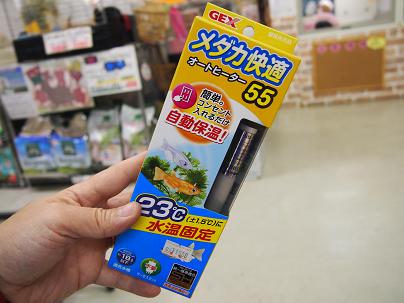 GEX
メダカ快適
オートヒーター
55
簡単。
コンセント
入れるだけ
自動保温!
23℃
(±1.5℃)に
水温固定